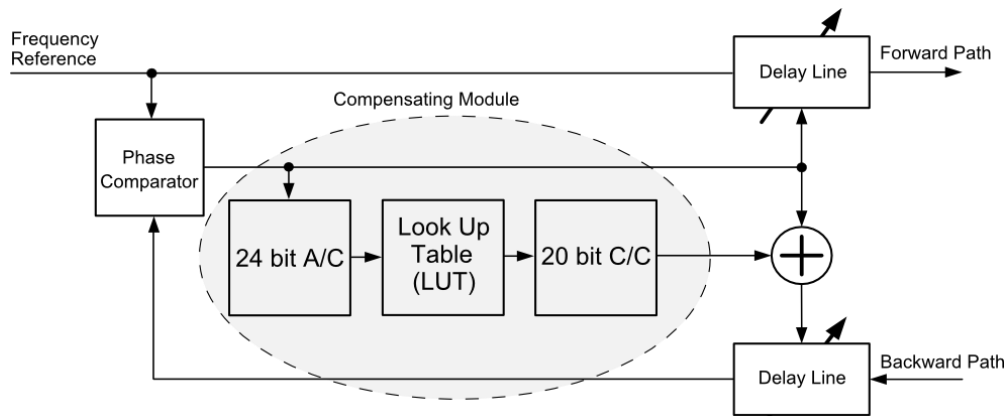 Frequency
Reference
Delay Line
Forward Path
Compensating Module
Phase
Comparator
24 bit A/C
Look Up
Table
(LUT)
20 bit C/C
Delay Line
Backward Path